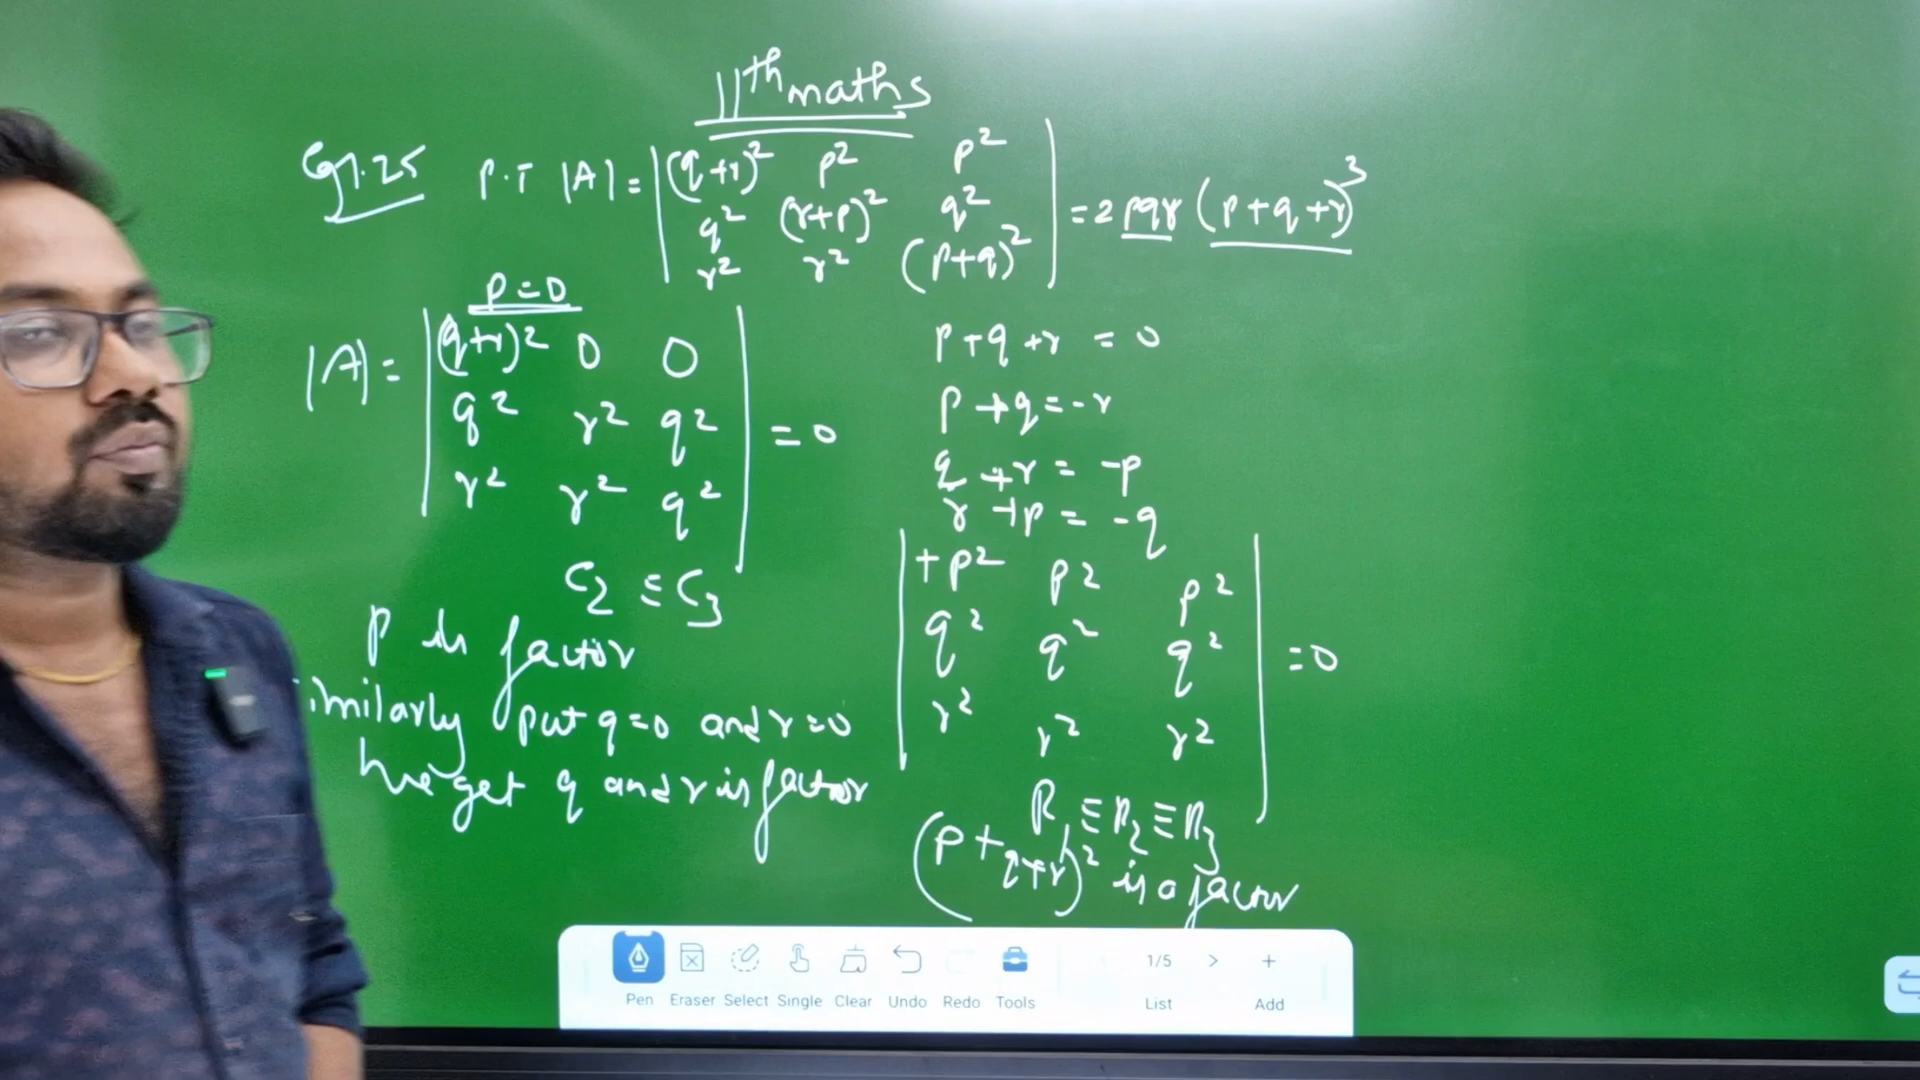 11th maths
g 7.25 P.T |A| = | (q+r)² p² p² |
| q² (r+p)² q² | = 2pqr (p+q+r)³
| r² r² (p+q)² |
p=0
|A| = | (q+r)² 0 0 |
| q² r² q² | = 0
| r² r² q² |
C2 ≡ C3
p is factor
imilarly put q=0 and r=0
we get q and r is factor
p+q+r = 0
p+q=-r
q+r = -p
r+p = -q
| +p² p² p² |
| q² q² q² | =0
| r² r² r² |
R1 ≡ R2 ≡ R3
(p+q+r)² is a factor
Pen Eraser Select Single Clear Undo Redo Tools 1/5 > List + Add